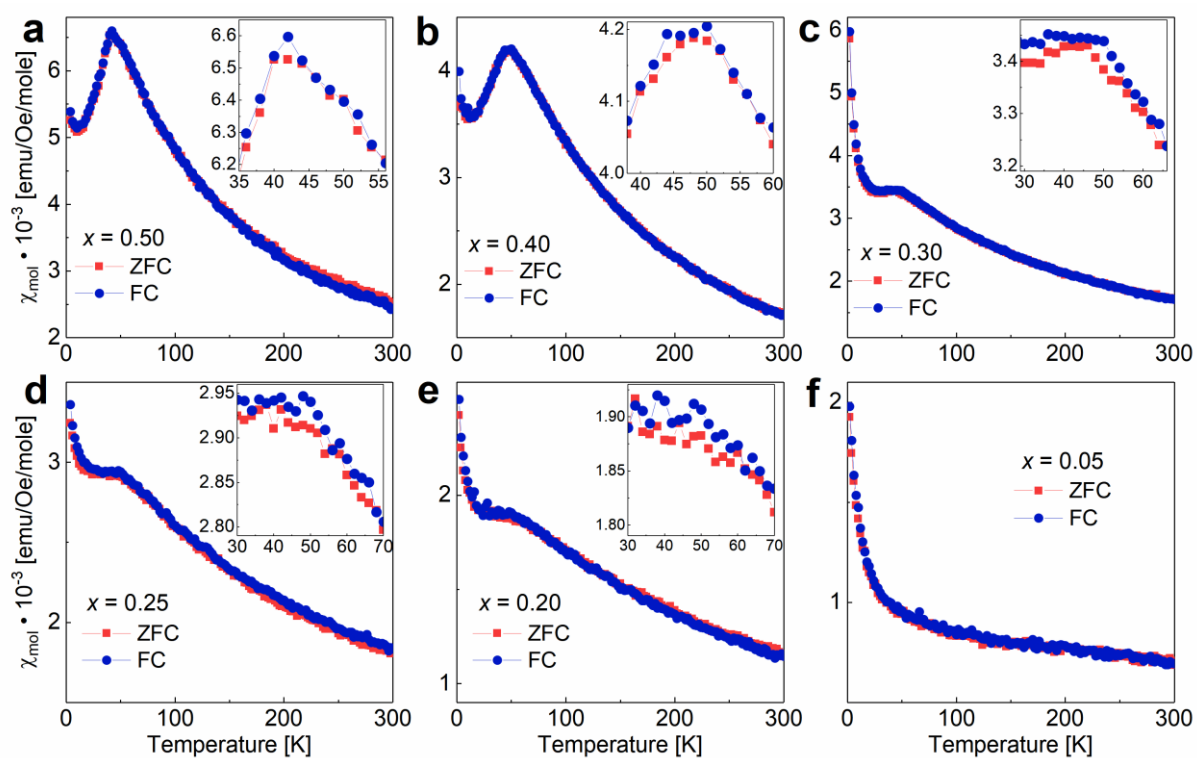 a
χmol • 10-3 [emu/Oe/mole]
6
5
4
3
2
0 100 200 300
x = 0.50
ZFC
FC
6.6
6.5
6.4
6.3
6.2
35 40 45 50 55
b
4
3
2
0 100 200 300
x = 0.40
ZFC
FC
4.2
4.1
4.0
40 45 50 55 60
c
6
5
4
3
2
0 100 200 300
x = 0.30
ZFC
FC
3.4
3.3
3.2
30 40 50 60
d
χmol • 10-3 [emu/Oe/mole]
3
2
0 100 200 300
Temperature [K]
x = 0.25
ZFC
FC
2.95
2.90
2.85
2.80
30 40 50 60 70
e
2
1
0 100 200 300
Temperature [K]
x = 0.20
ZFC
FC
1.90
1.85
1.80
30 40 50 60 70
f
2
1
0 100 200 300
Temperature [K]
x = 0.05
ZFC
FC